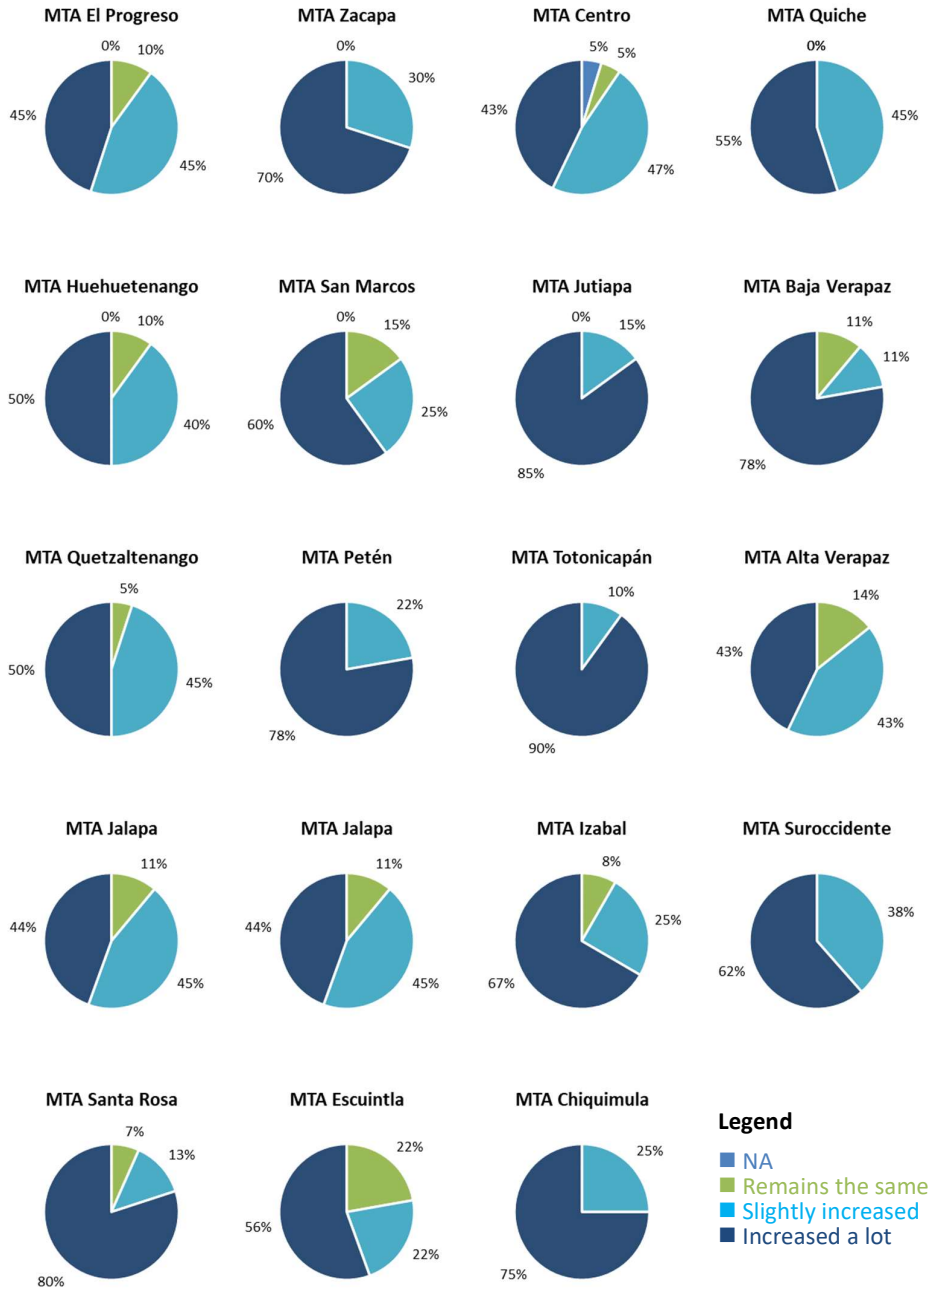 MTA El Progreso
0%
10%
45%
45%
MTA Zacapa
0%
30%
70%
MTA Centro
5%
5%
43%
47%
MTA Quiche
0%
45%
55%
MTA Huehuetenango
0%
10%
50%
40%
MTA San Marcos
0%
15%
25%
60%
MTA Jutiapa
0%
15%
85%
MTA Baja Verapaz
11%
11%
78%
MTA Quetzaltenango
5%
50%
45%
MTA Petén
22%
78%
MTA Totonicapán
10%
90%
MTA Alta Verapaz
14%
43%
43%
MTA Jalapa
11%
44%
45%
MTA Jalapa
11%
44%
45%
MTA Izabal
8%
25%
67%
MTA Suroccidente
38%
62%
MTA Santa Rosa
7%
13%
80%
MTA Escuintla
22%
56%
22%
MTA Chiquimula
25%
75%
Legend
NA
Remains the same
Slightly increased
Increased a lot